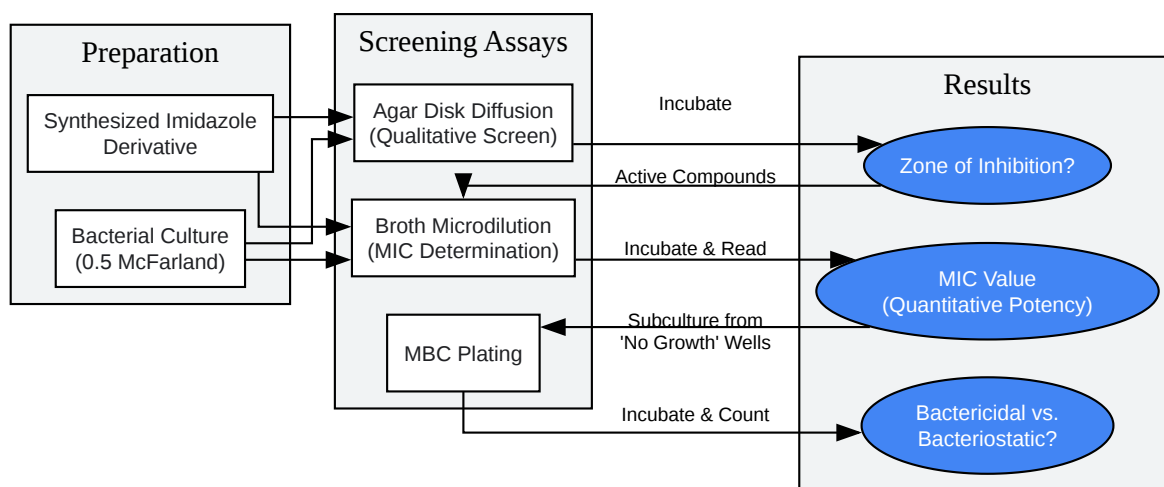 Preparation
Synthesized Imidazole
Derivative
Bacterial Culture
(0.5 McFarland)
Screening Assays
Agar Disk Diffusion
(Qualitative Screen)
Broth Microdilution
(MIC Determination)
MBC Plating
Incubate
Active Compounds
Incubate & Read
Subculture from
'No Growth' Wells
Incubate & Count
Results
Zone of Inhibition?
MIC Value
(Quantitative Potency)
Bactericidal vs.
Bacteriostatic?